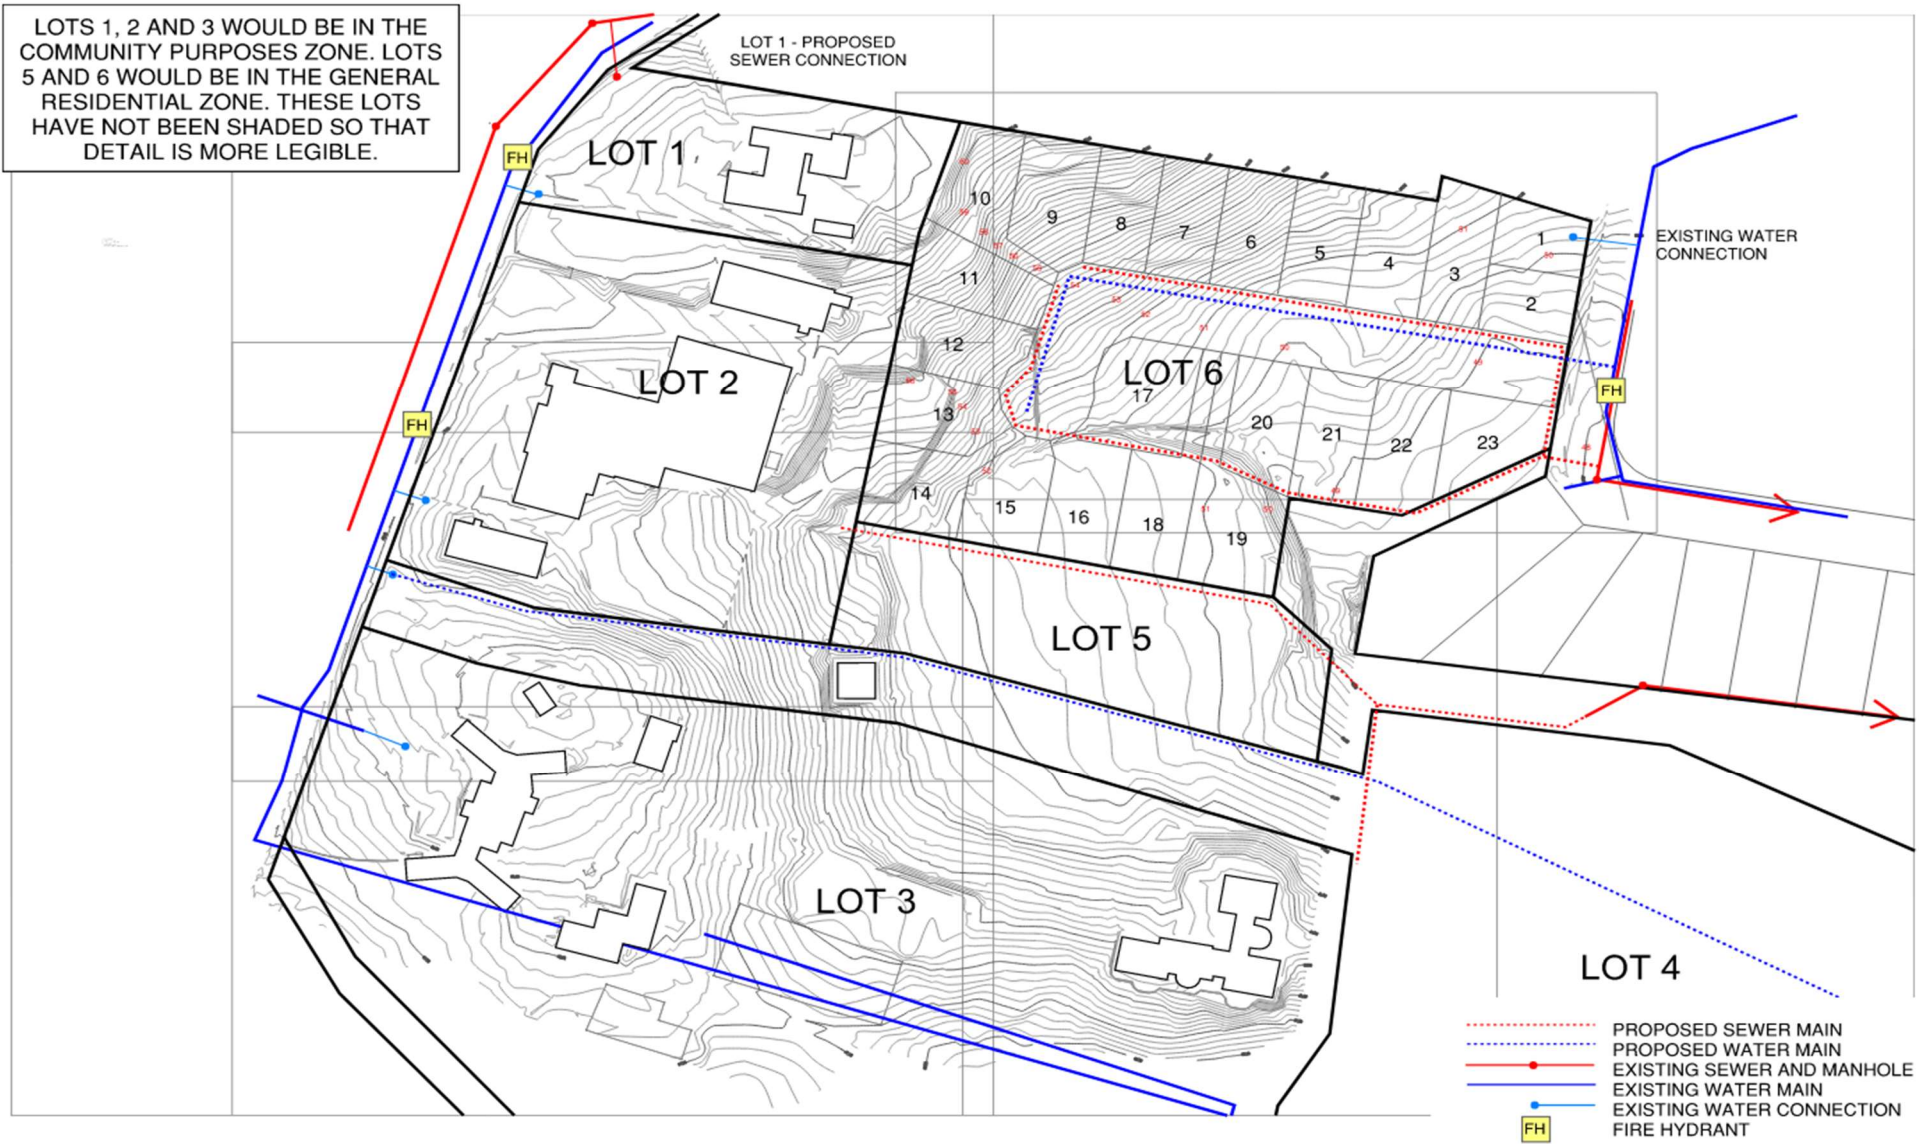 LOTS 1, 2 AND 3 WOULD BE IN THE
COMMUNITY PURPOSES ZONE. LOTS
5 AND 6 WOULD BE IN THE GENERAL
RESIDENTIAL ZONE. THESE LOTS
HAVE NOT BEEN SHADED SO THAT
DETAIL IS MORE LEGIBLE.
LOT 1 - PROPOSED
SEWER CONNECTION
FH
LOT 1
10
9
8
7
6
5
4
3
1
2
EXISTING WATER
CONNECTION
11
12
13
14
LOT 2
FH
LOT 6
17
20
21
22
23
FH
15
16
18
19
LOT 5
LOT 3
LOT 4
PROPOSED SEWER MAIN
PROPOSED WATER MAIN
EXISTING SEWER AND MANHOLE
EXISTING WATER MAIN
EXISTING WATER CONNECTION
FH FIRE HYDRANT